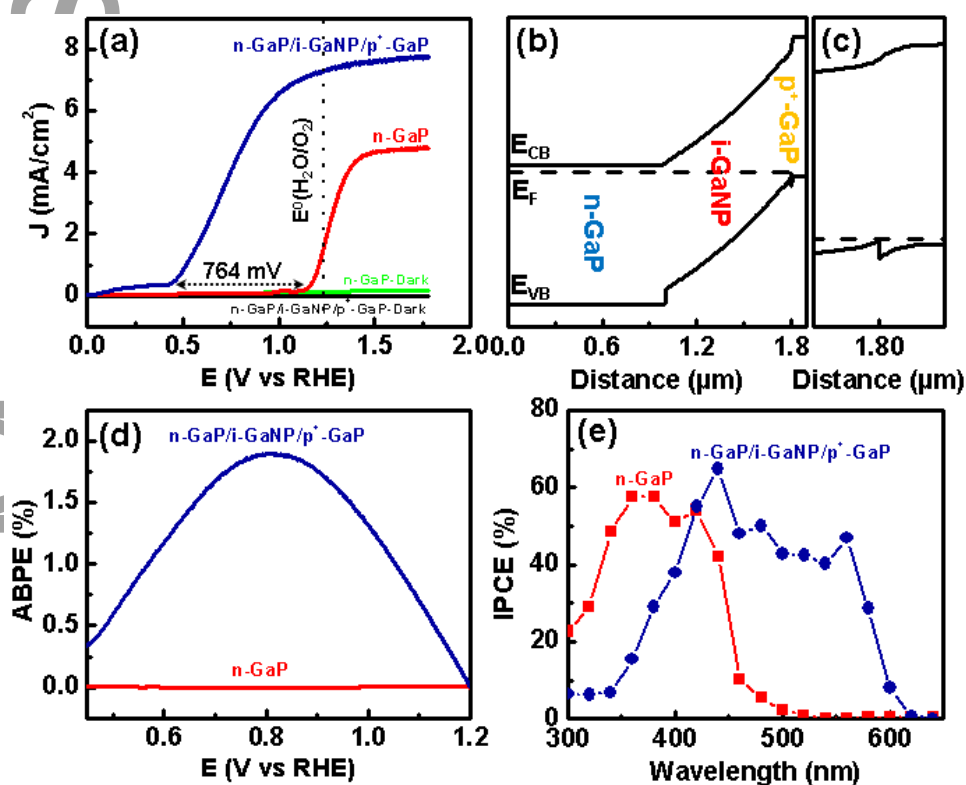 (a)
n-GaP/i-GaNP/p⁺-GaP
n-GaP
E⁰(H₂O/O₂)
764 mV
n-GaP-Dark
n-GaP/i-GaNP/p⁺-GaP-Dark
J (mA/cm²)
8
6
4
2
0
0.0 0.5 1.0 1.5 2.0
E (V vs RHE)
(b)
E_CB
E_F
E_VB
n-GaP
i-GaNP
p⁺-GaP
0.0 0.6 1.2 1.8
Distance (µm)
(c)
1.80
Distance (µm)
(d)
n-GaP/i-GaNP/p⁺-GaP
n-GaP
ABPE (%)
2.0
1.5
1.0
0.5
0.0
0.6 0.8 1.0 1.2
E (V vs RHE)
(e)
n-GaP/i-GaNP/p⁺-GaP
n-GaP
IPCE (%)
80
60
40
20
0
300 400 500 600
Wavelength (nm)